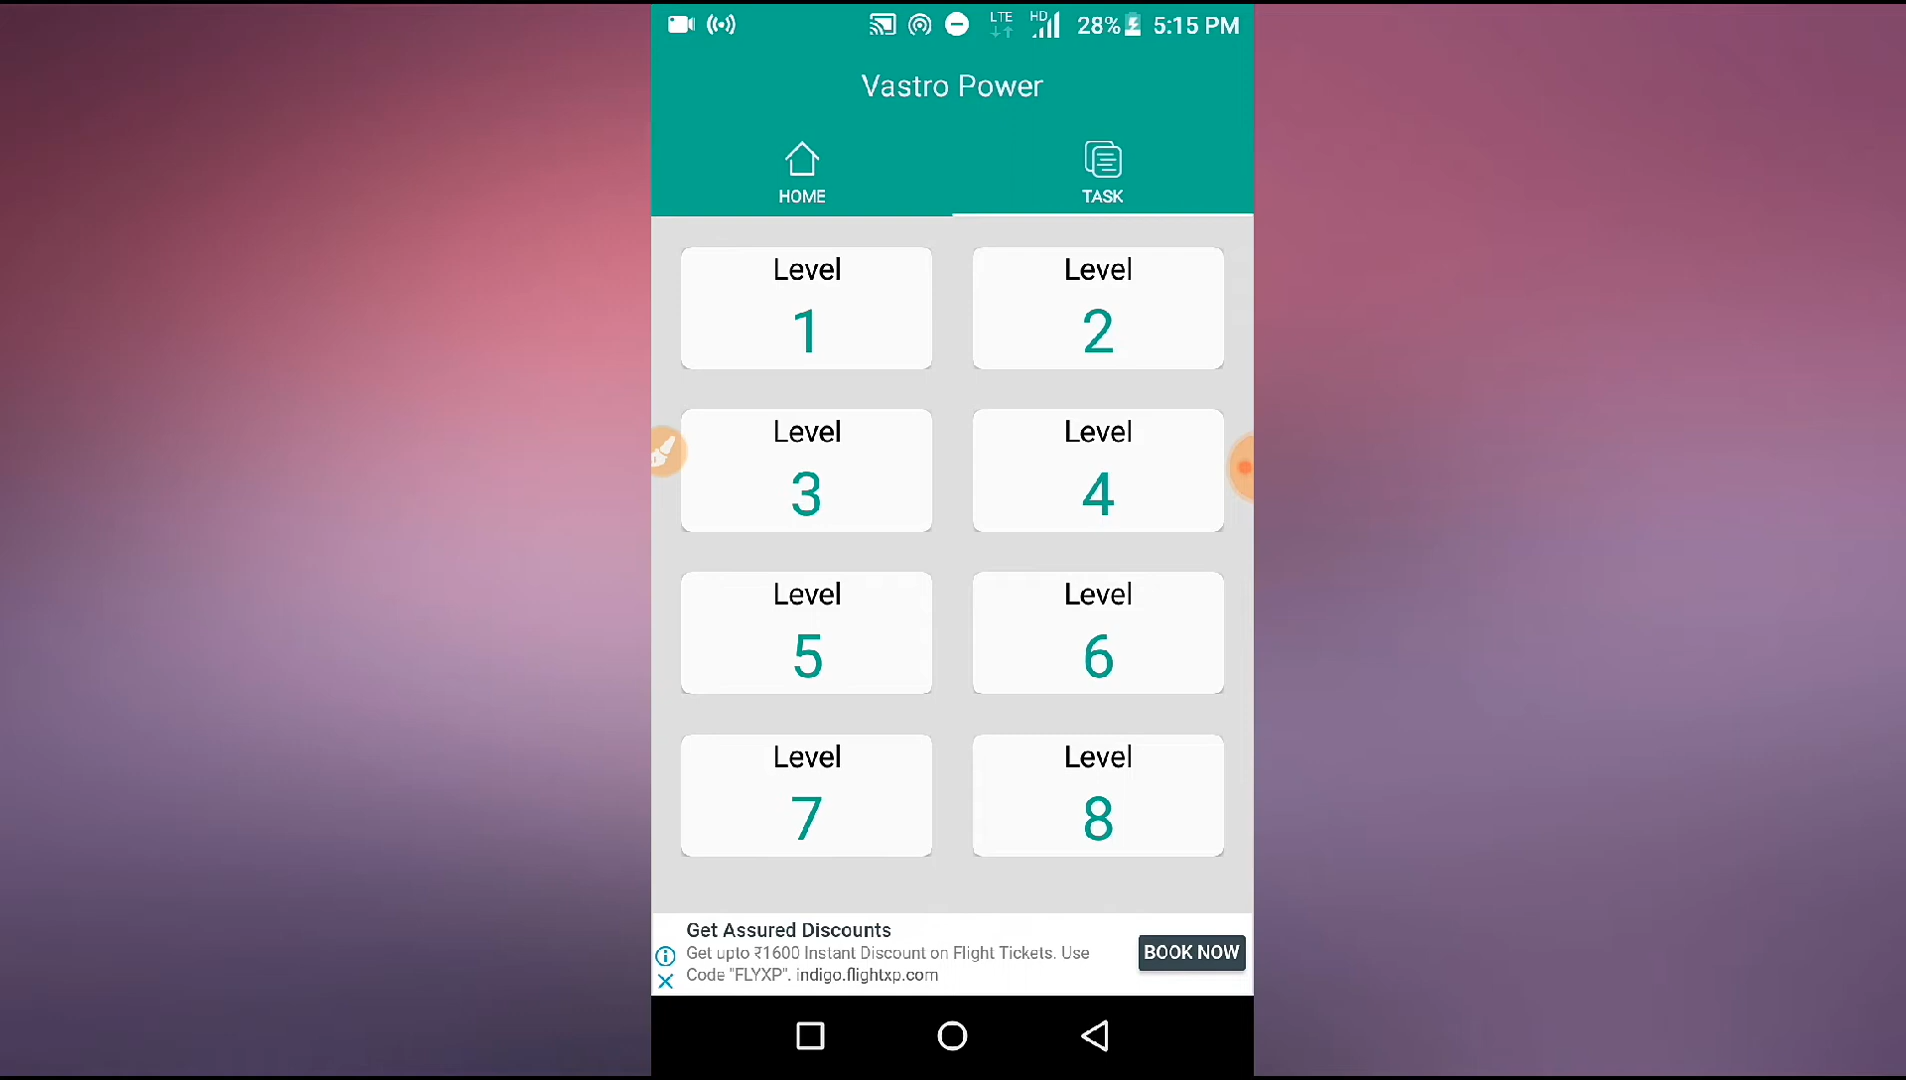 LTE HD 28% 5:15 PM
Vastro Power
HOME TASK
Level Level
1 2
Level Level
3 4
Level Level
5 6
Level Level
7 8
Get Assured Discounts
Get upto ₹1600 Instant Discount on Flight Tickets. Use
Code "FLYXP". indigo.flightxp.com
BOOK NOW